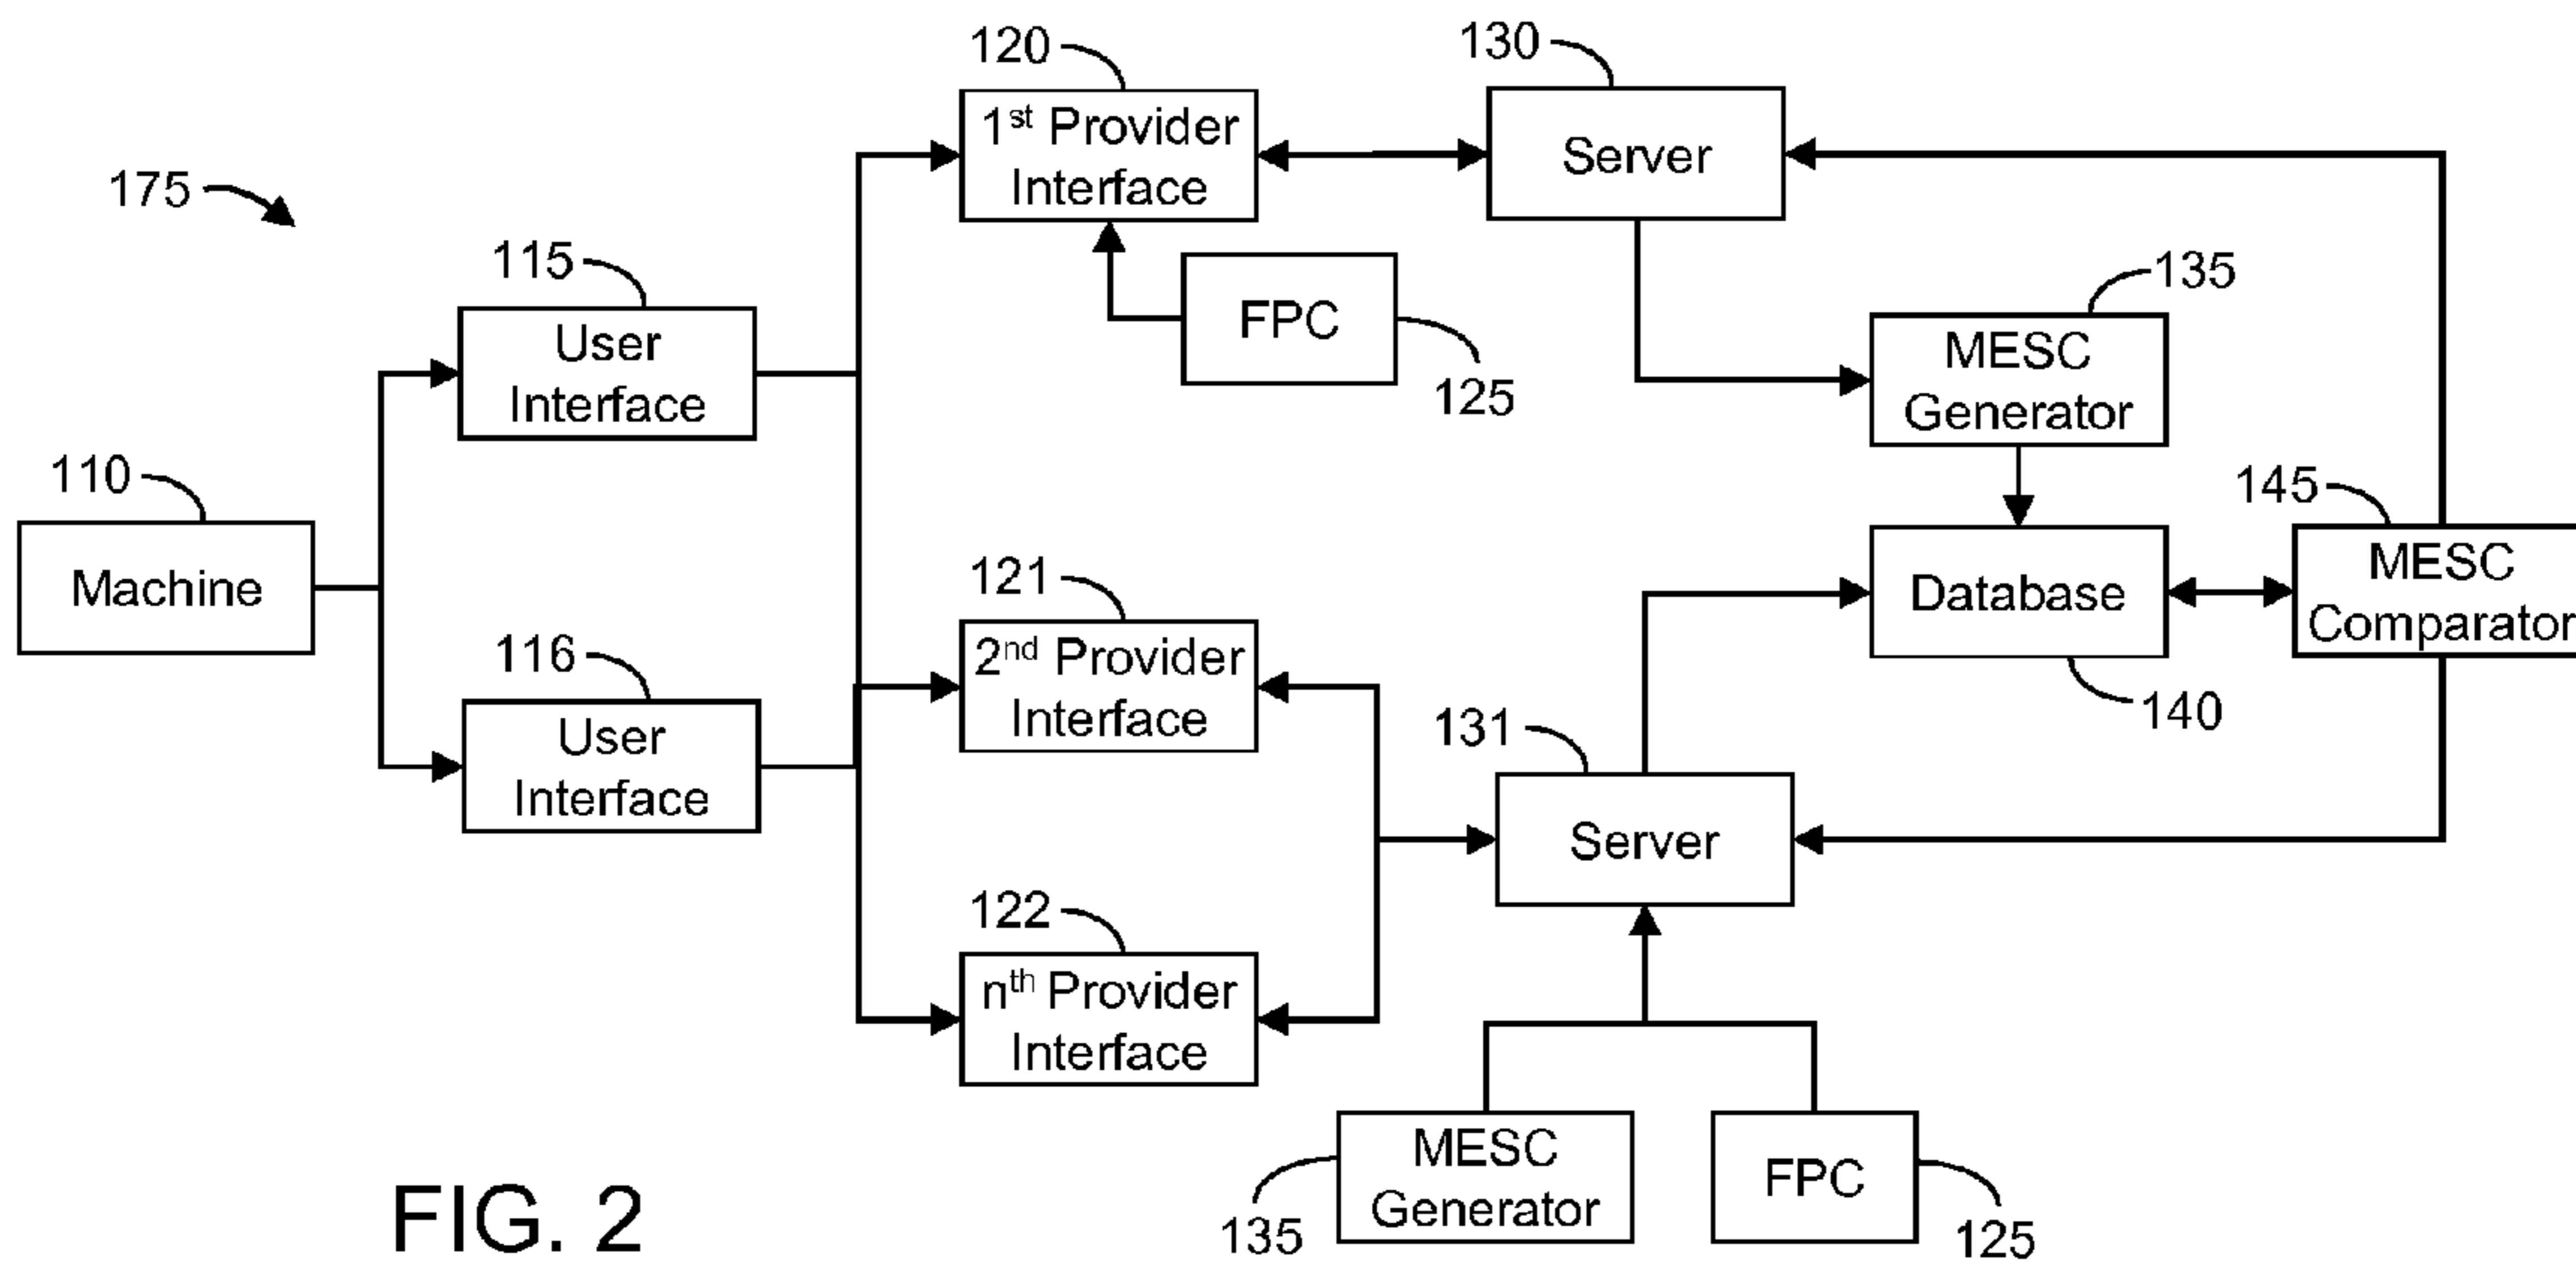 120
130
1st Provider
Interface
Server
175
115
135
FPC
User
Interface
MESC
Generator
125
110
145
121
Machine
Database
MESC
Comparator
116
2nd Provider
Interface
140
131
User
Interface
Server
122
nth Provider
Interface
MESC
Generator
FPC
FIG. 2
135
125